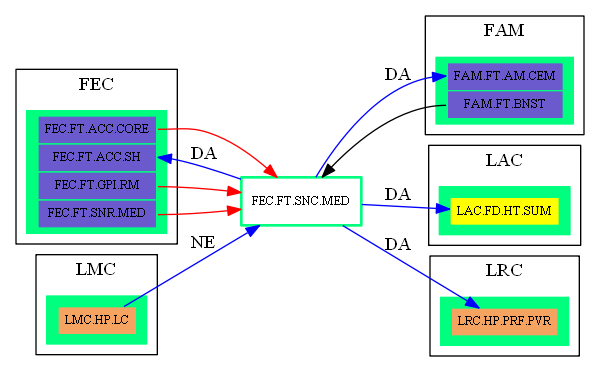 FEC
FEC.FT.ACC.CORE
FEC.FT.ACC.SH
FEC.FT.GPI.RM
FEC.FT.SNR.MED
DA
LMC
LMC.HP.LC
NE
FEC.FT.SNC.MED
FAM
DA
FAM.FT.AM.CEM
FAM.FT.BNST
LAC
DA
LAC.FD.HT.SUM
LRC
DA
LRC.HP.PRF.PVR